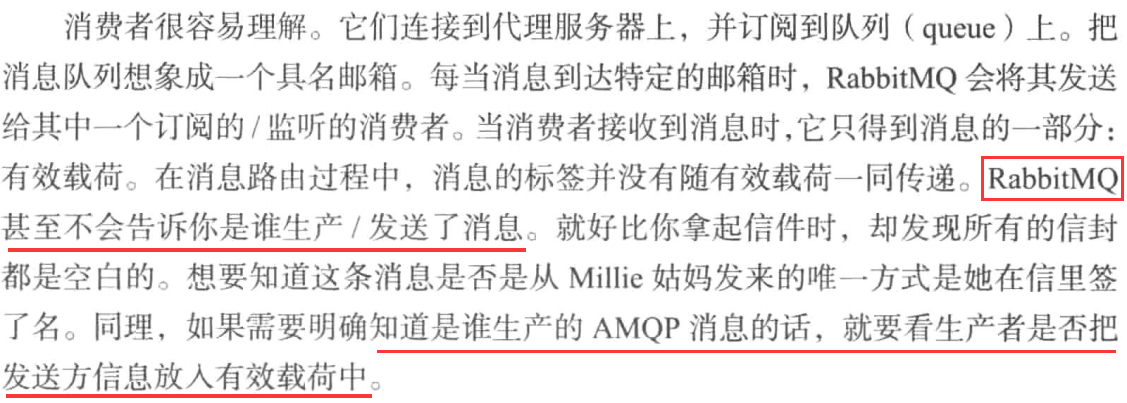 消费者很容易理解。它们连接到代理服务器上，并订阅到队列（queue）上。把
消息队列想象成一个具名邮箱。每当消息到达特定的邮箱时，RabbitMQ 会将其发送
给其中一个订阅的/监听的消费者。当消费者接收到消息时，它只得到消息的一部分：
有效载荷。在消息路由过程中，消息的标签并没有随有效载荷一同传递。RabbitMQ
甚至不会告诉你是谁生产/发送了消息。就好比你拿起信件时，却发现所有的信封
都是空白的。想要知道这条消息是否是从 Millie 姑妈发来的唯一方式是她在信里签
了名。同理，如果需要明确知道是谁生产的 AMQP 消息的话，就要看生产者是否把
发送方信息放入有效载荷中。